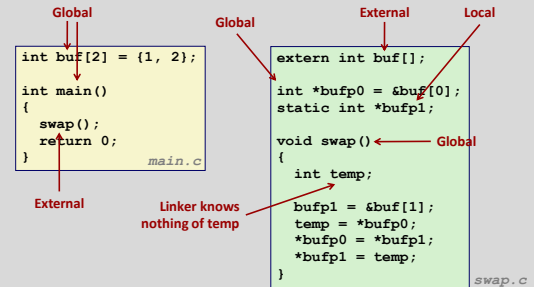 Global
int buf[2] = {1, 2};
int main()
{
swap();
return 0;
}
main.c
External
Global
External
Local
extern int buf[];
int *bufp0 = &buf[0];
static int *bufp1;
void swap()
Global
{
int temp;
Linker knows
nothing of temp
bufp1 = &buf[1];
temp = *bufp0;
*bufp0 = *bufp1;
*bufp1 = temp;
}
swap.c